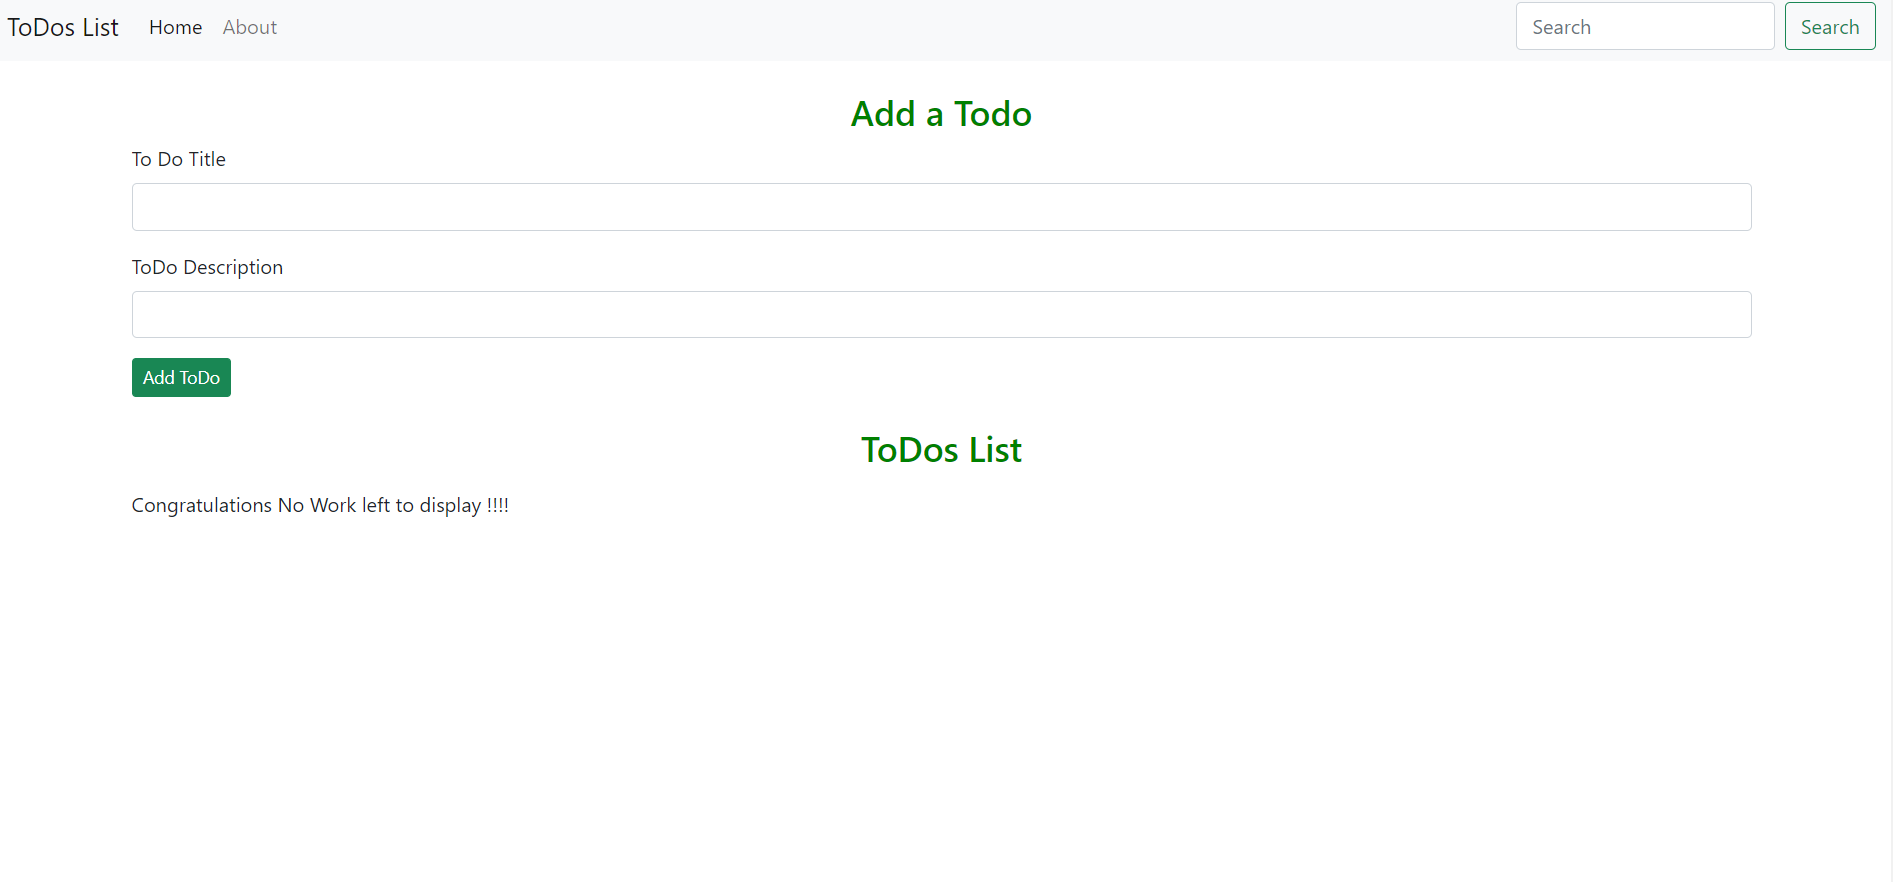 ToDos List Home About Search Search
Add a Todo
To Do Title
ToDo Description
Add ToDo
ToDos List
Congratulations No Work left to display !!!!